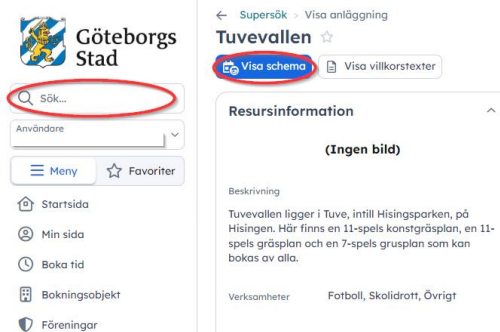 Göteborgs
Stad
Sök...
Användare
Meny
Favoriter
Startsida
Min sida
Boka tid
Bokningsobjekt
Föreningar
← Supersök > Visa anläggning
Tuvevallen
Visa schema
Visa villkorstexter
Resursinformation
(Ingen bild)
Beskrivning
Tuvevallen ligger i Tuve, intill Hisingsparken, på
Hisingen. Här finns en 11-spels konstgräsplan, en 11-
spels gräsplan och en 7-spels grusplan som kan
bokas av alla.
Verksamheter Fotboll, Skolidrott, Övrigt